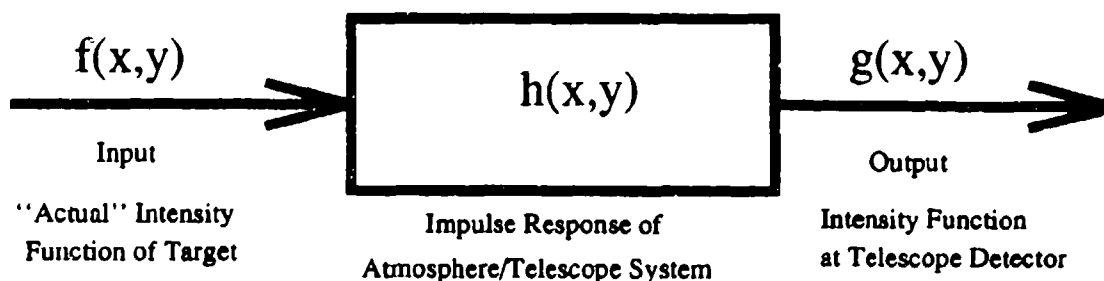 f(x,y)
h(x,y)
g(x,y)
Input
Output
‘‘Actual’’ Intensity
Function of Target
Impulse Response of
Atmosphere/Telescope System
Intensity Function
at Telescope Detector